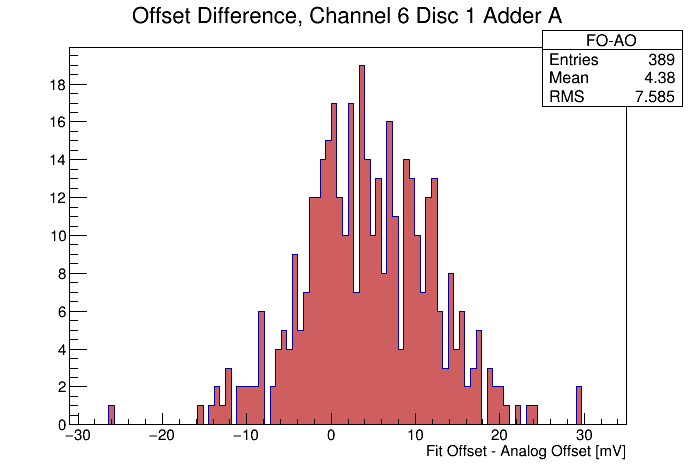 Offset Difference, Channel 6 Disc 1 Adder A
FO-AO
Entries 389
Mean 4.38
RMS 7.585
18
16
14
12
10
8
6
4
2
0
−30 −20 −10 0 10 20 30
Fit Offset - Analog Offset [mV]